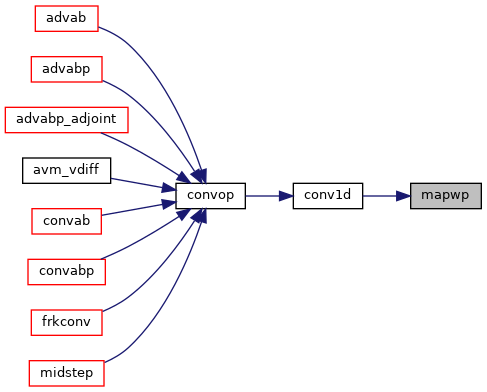 advab
advabp
advabp_adjoint
avm_vdiff
convab
convabp
frkconv
midstep
convop
conv1d
mapwp